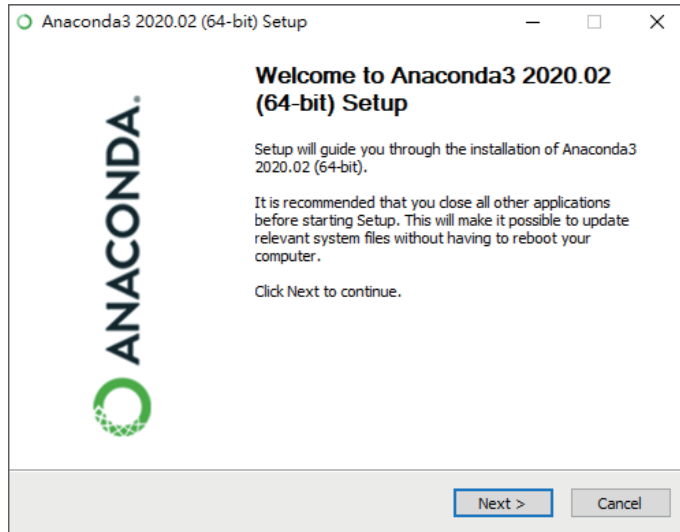 Anaconda3 2020.02 (64-bit) Setup
Welcome to Anaconda3 2020.02
(64-bit) Setup
Setup will guide you through the installation of Anaconda3
2020.02 (64-bit).
It is recommended that you close all other applications
before starting Setup. This will make it possible to update
relevant system files without having to reboot your
computer.
Click Next to continue.
ANACONDA.
Next >
Cancel